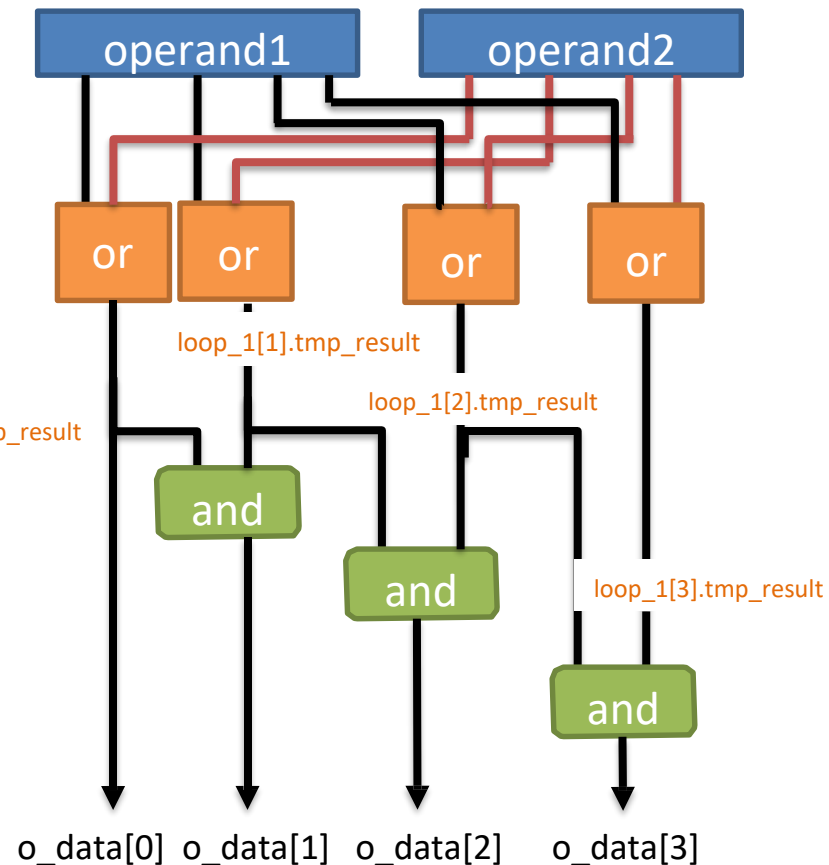 operand1 operand2
or or or or
loop_1[1].tmp_result
loop_1[2].tmp_result
p_result
and
and
loop_1[3].tmp_result
and
o_data[0] o_data[1] o_data[2] o_data[3]